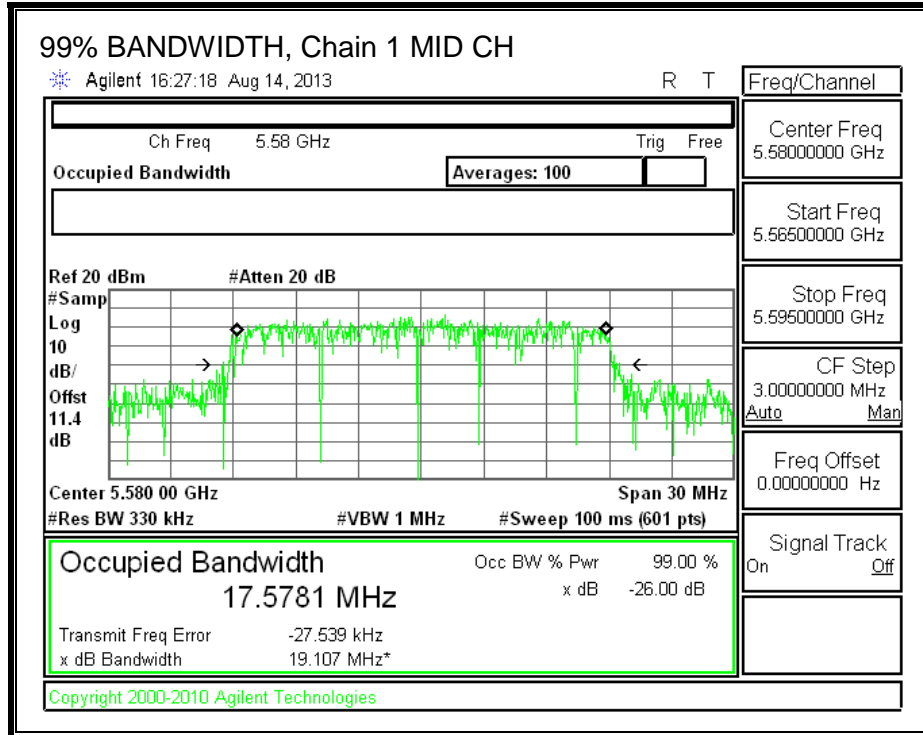 99% BANDWIDTH, Chain 1 MID CH
Agilent 16:27:18 Aug 14, 2013 R T
Freq/Channel
Ch Freq 5.58 GHz Trig Free
Occupied Bandwidth Averages: 100
Center Freq
5.58000000 GHz
Start Freq
5.56500000 GHz
Stop Freq
5.59500000 GHz
CF Step
3.00000000 MHz
Auto Man
Freq Offset
0.00000000 Hz
Signal Track
On Off
Ref 20 dBm #Atten 20 dB
#Samp
Log
10
dB/
Offst
11.4
dB
Center 5.580 00 GHz Span 30 MHz
#Res BW 330 kHz #VBW 1 MHz #Sweep 100 ms (601 pts)
Occupied Bandwidth Occ BW % Pwr 99.00 %
17.5781 MHz x dB -26.00 dB
Transmit Freq Error -27.539 kHz
x dB Bandwidth 19.107 MHz*
Copyright 2000-2010 Agilent Technologies